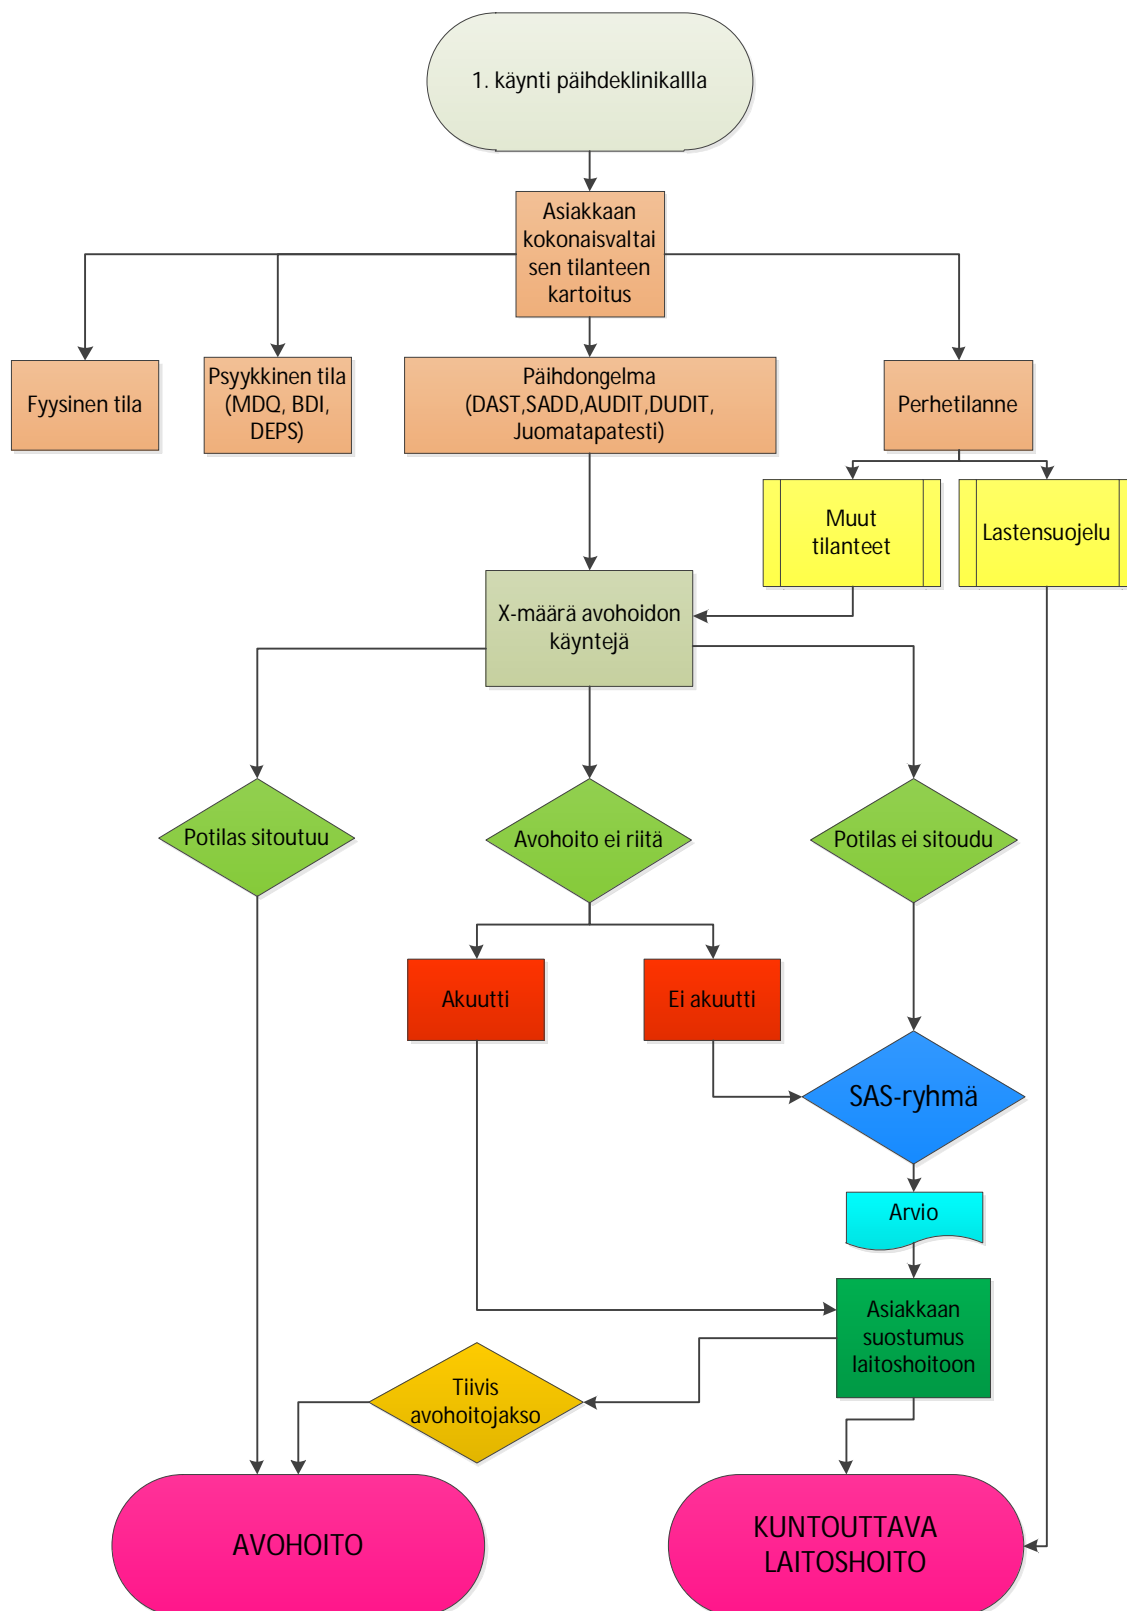 1. käynti päihdeklinikallla
Asiakkaan
kokonaisvaltai
sen tilanteen
kartoitus
Fyysinen tila
Psyykkinen tila
(MDQ, BDI,
DEPS)
Päihdongelma
(DAST,SADD,AUDIT,DUDIT,
Juomatapatesti)
Perhetilanne
Muut
tilanteet
Lastensuojelu
X-määrä avohoidon
käyntejä
Potilas sitoutuu
Avohoito ei riitä
Potilas ei sitoudu
Akuutti
Ei akuutti
SAS-ryhmä
Arvio
Asiakkaan
suostumus
laitoshoitoon
Tiivis
avohoitojakso
AVOHOITO
KUNTOUTTAVA
LAITOSHOITO